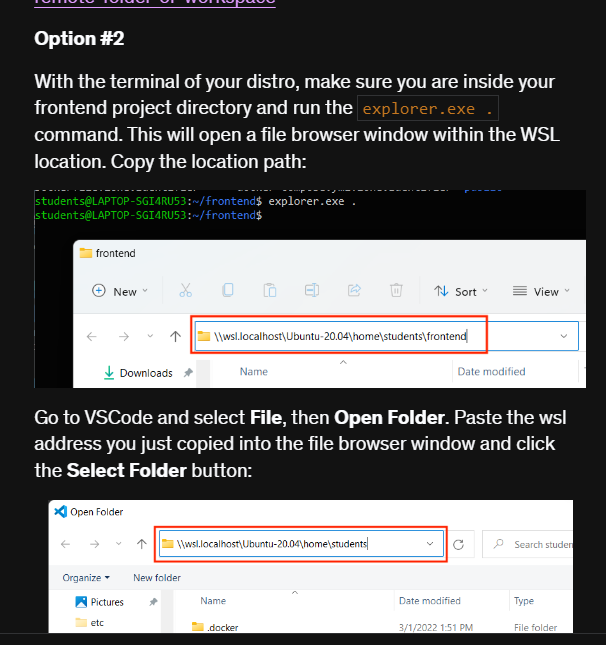 remote folder or workspace
Option #2
With the terminal of your distro, make sure you are inside your
frontend project directory and run the explorer.exe .
command. This will open a file browser window within the WSL
location. Copy the location path:
students@LAPTOP-SGI4RU53:~/frontend$ explorer.exe .
students@LAPTOP-SGI4RU53:~/frontend$
frontend
New Sort View
\\wsl.localhost\Ubuntu-20.04\home\students\frontend
Downloads Name Date modified
Go to VSCode and select File, then Open Folder. Paste the wsl
address you just copied into the file browser window and click
the Select Folder button:
Open Folder
\\wsl.localhost\Ubuntu-20.04\home\students Search studen
Organize New folder
Pictures Name Date modified Type
etc .docker 3/1/2022 1:51 PM File folder